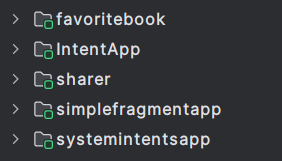 favoritebook
IntentApp
sharer
simplefragmentapp
systemintentsapp